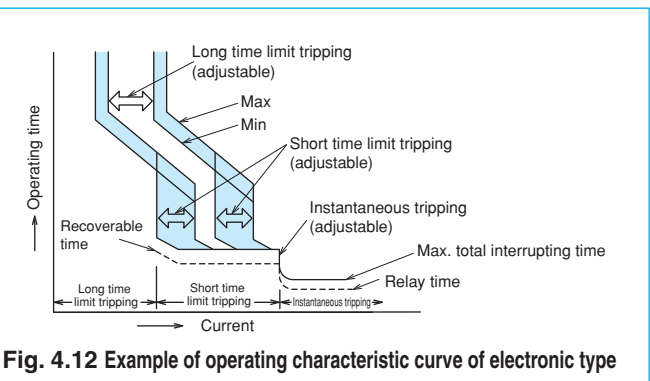 Long time limit tripping
(adjustable)
Max
Min
Short time limit tripping
(adjustable)
Operating time
Instantaneous tripping
(adjustable)
Recoverable
time
Max. total interrupting time
Relay time
Long time
limit tripping
Short time
limit tripping
Instantaneous tripping
Current
Fig. 4.12 Example of operating characteristic curve of electronic type